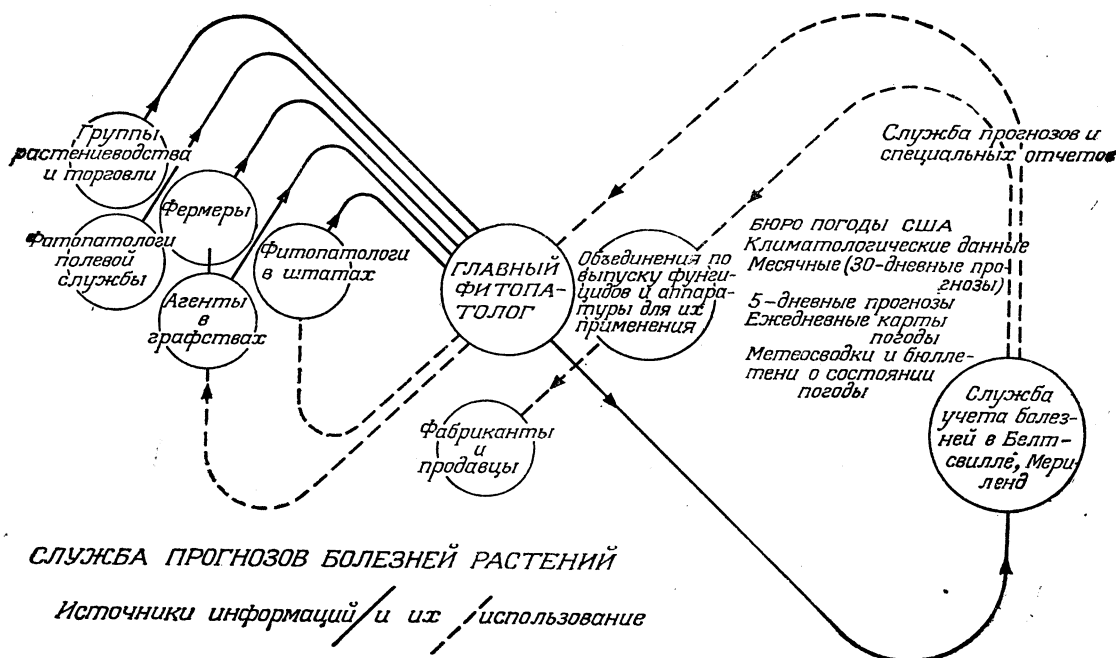 Группы
растениеводства
и торговли
Фермеры
Фатопатологи
полевой
службы
Фитопатологи
в штатах
Агенты
в
графствах
ГЛАВНЫЙ
ФИТОПА-
ТОЛОГ
Объединения по
выпуску фунги-
цидов и аппара-
туры для их
применения
Фабриканты
и
продавцы
Служба прогнозов и
специальных отчетов
БЮРО ПОГОДЫ США
Климатологические данные
Месячные (30-дневные про-
гнозы)
5-дневные прогнозы
Ежедневные карты
погоды
Метеосводки и бюлле-
тени о состоянии
погоды
Служба
учета болез-
ней в Белт-
свилле, Мери-
ленд
СЛУЖБА ПРОГНОЗОВ БОЛЕЗНЕЙ РАСТЕНИЙ
Источники информаций и их использование